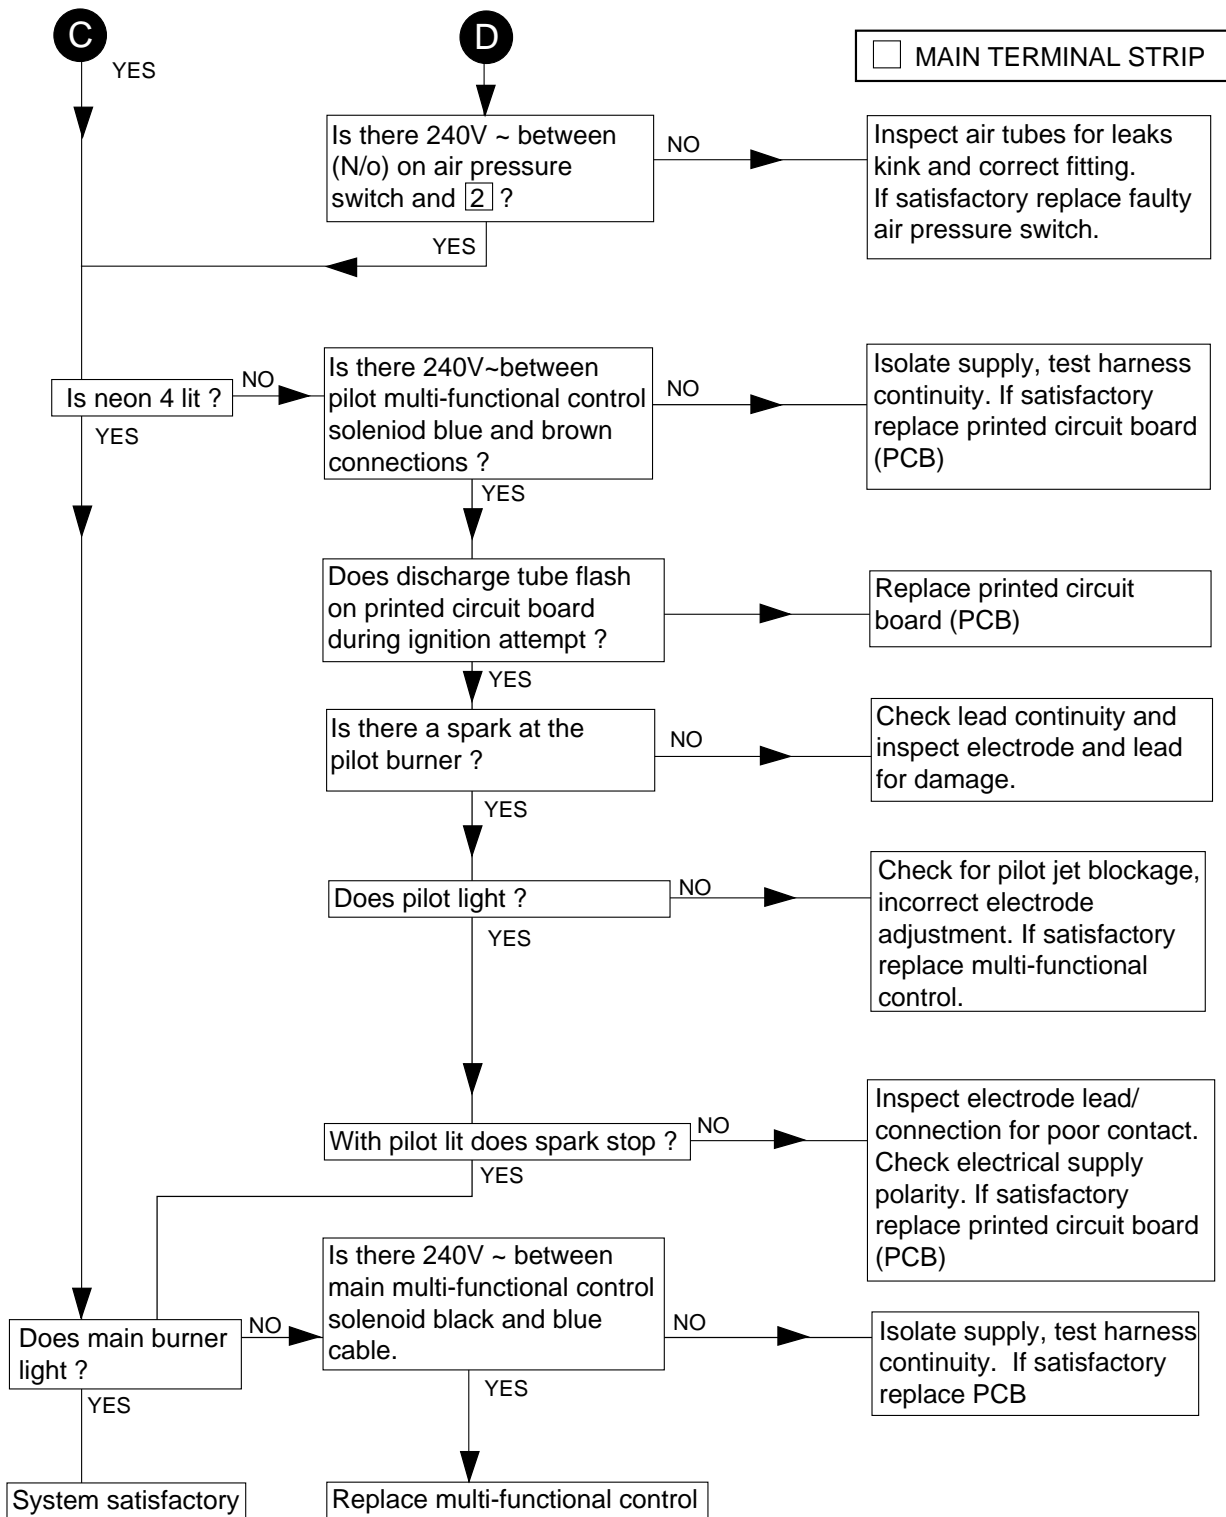 C
D
YES
MAIN TERMINAL STRIP
Is there 240V ~ between
(N/o) on air pressure
switch and 2 ?
NO
Inspect air tubes for leaks
kink and correct fitting.
If satisfactory replace faulty
air pressure switch.
YES
Is neon 4 lit ?
NO
YES
Is there 240V~between
pilot multi-functional control
soleniod blue and brown
connections ?
NO
Isolate supply, test harness
continuity. If satisfactory
replace printed circuit board
(PCB)
YES
Does discharge tube flash
on printed circuit board
during ignition attempt ?
Replace printed circuit
board (PCB)
YES
Is there a spark at the
pilot burner ?
NO
Check lead continuity and
inspect electrode and lead
for damage.
YES
Does pilot light ?
NO
Check for pilot jet blockage,
incorrect electrode
adjustment. If satisfactory
replace multi-functional
control.
YES
With pilot lit does spark stop ?
NO
Inspect electrode lead/
connection for poor contact.
Check electrical supply
polarity. If satisfactory
replace printed circuit board
(PCB)
YES
Does main burner
light ?
NO
Is there 240V ~ between
main multi-functional control
solenoid black and blue
cable.
NO
Isolate supply, test harness
continuity.  If satisfactory
replace PCB
YES
YES
System satisfactory
Replace multi-functional control